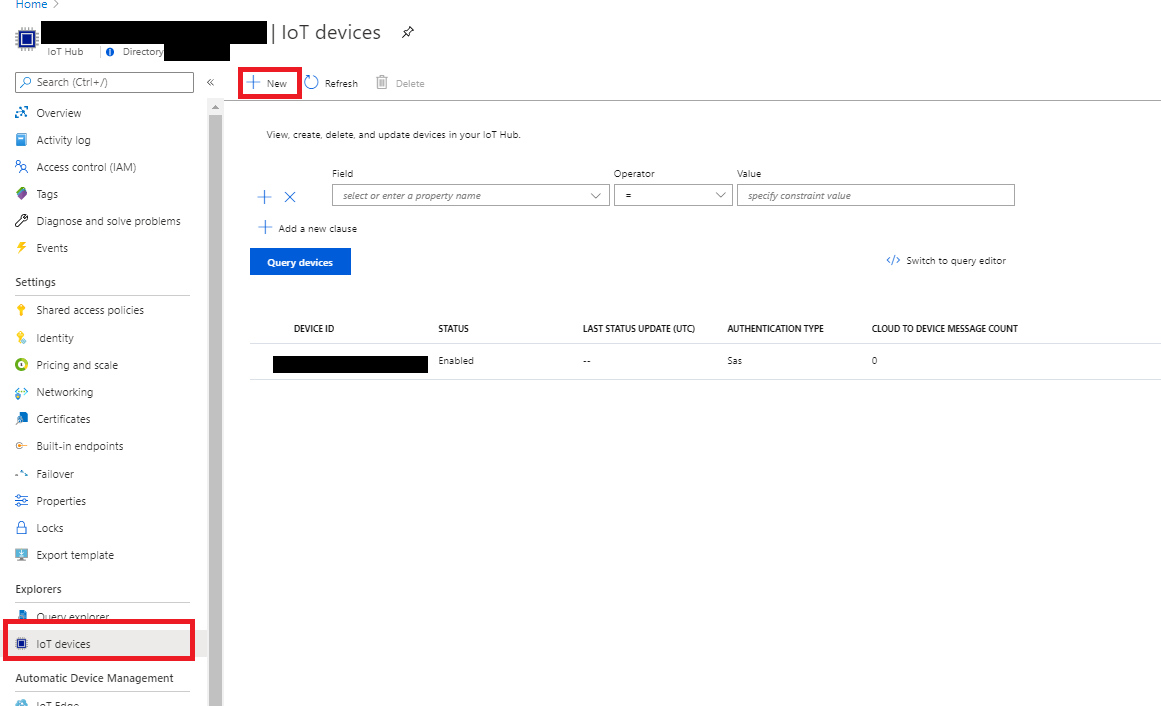 Home
| IoT devices
IoT Hub
Directory
Search (Ctrl+/)
«
New
Refresh
Delete
Overview
Activity log
Access control (IAM)
Tags
Diagnose and solve problems
Events
Settings
Shared access policies
Identity
Pricing and scale
Networking
Certificates
Built-in endpoints
Failover
Properties
Locks
Export template
Explorers
Query explorer
IoT devices
Automatic Device Management
IoT Edge
View, create, delete, and update devices in your IoT Hub.
Field Operator Value
select or enter a property name = specify constraint value
Add a new clause
Query devices
</> Switch to query editor
DEVICE ID STATUS LAST STATUS UPDATE (UTC) AUTHENTICATION TYPE CLOUD TO DEVICE MESSAGE COUNT
Enabled -- Sas 0